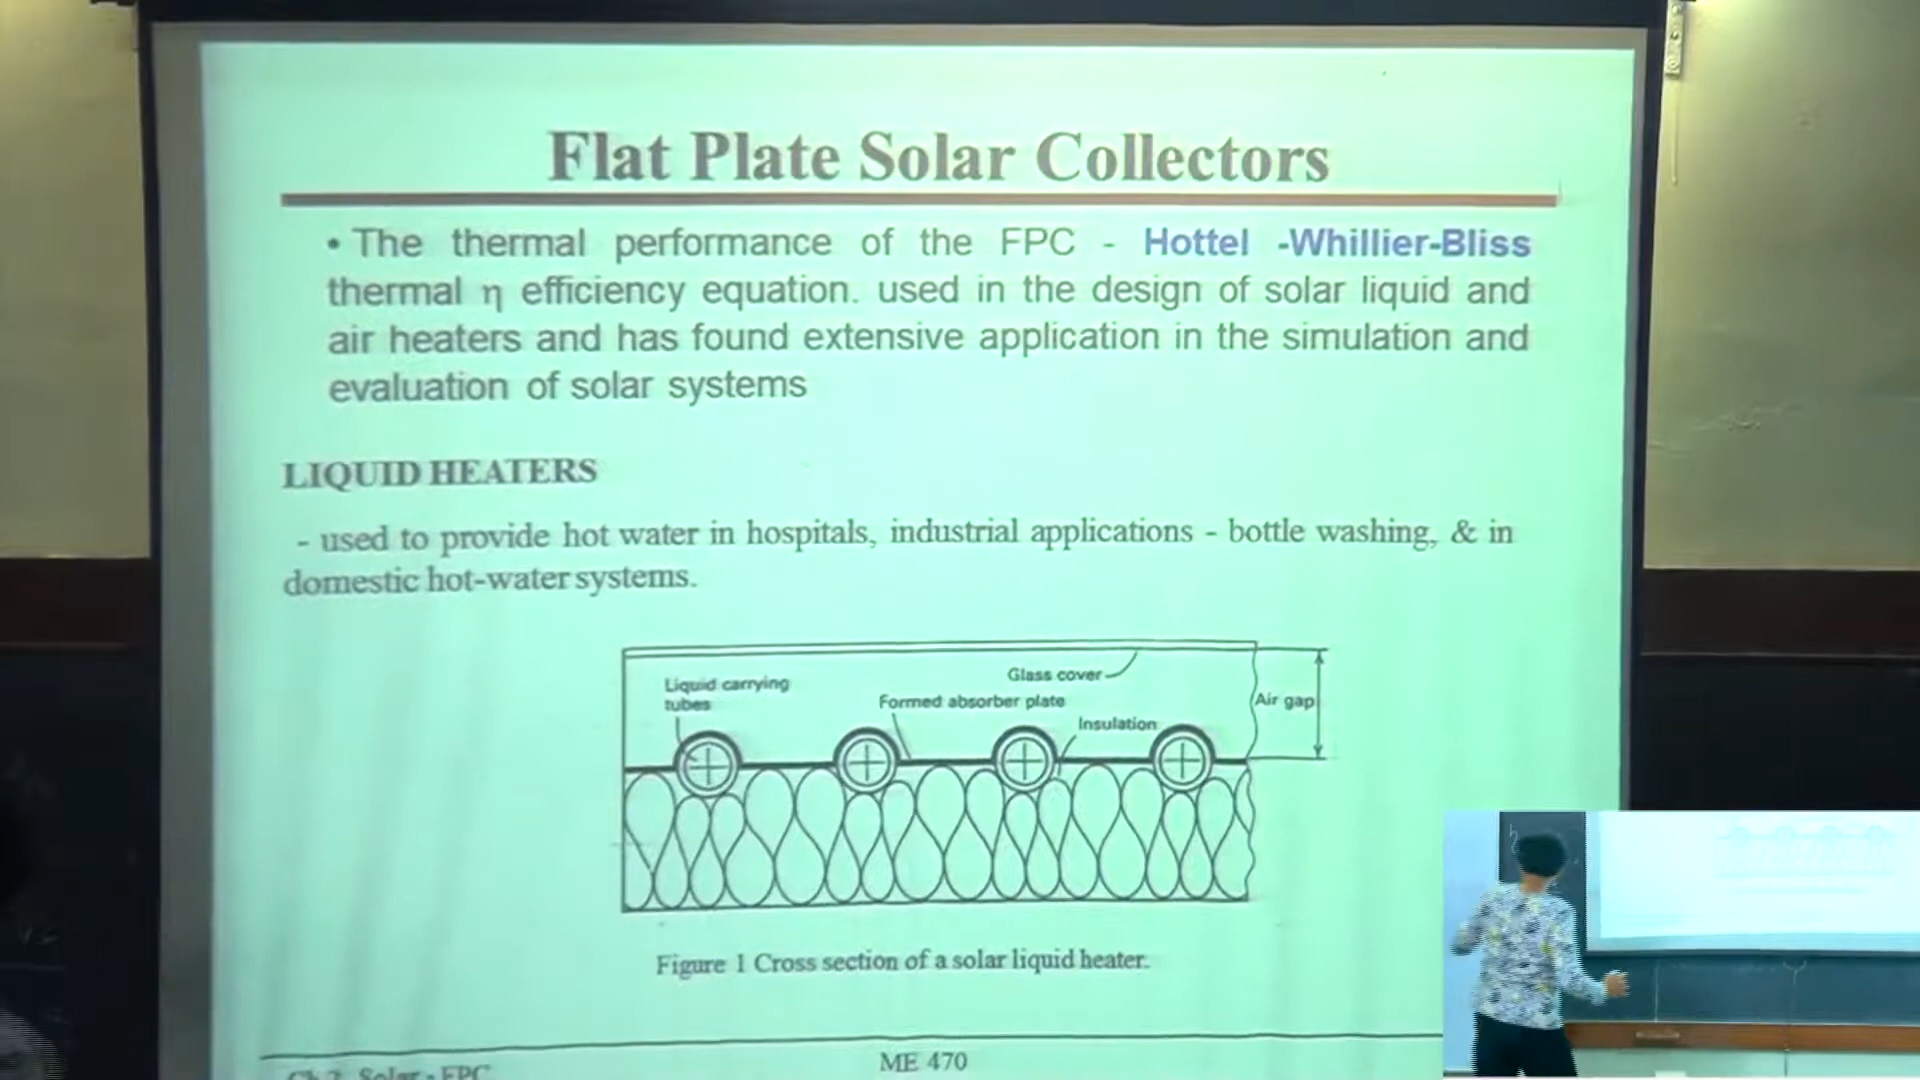 Flat Plate Solar Collectors
• The thermal performance of the FPC - Hottel -Whillier-Bliss
thermal η efficiency equation. used in the design of solar liquid and
air heaters and has found extensive application in the simulation and
evaluation of solar systems
LIQUID HEATERS
- used to provide hot water in hospitals, industrial applications - bottle washing, & in
domestic hot-water systems.
Glass cover
Liquid carrying
tubes
Formed absorber plate
Air gap
Insulation
Figure 1 Cross section of a solar liquid heater.
ME 470
Ch 2 Solar - FPC